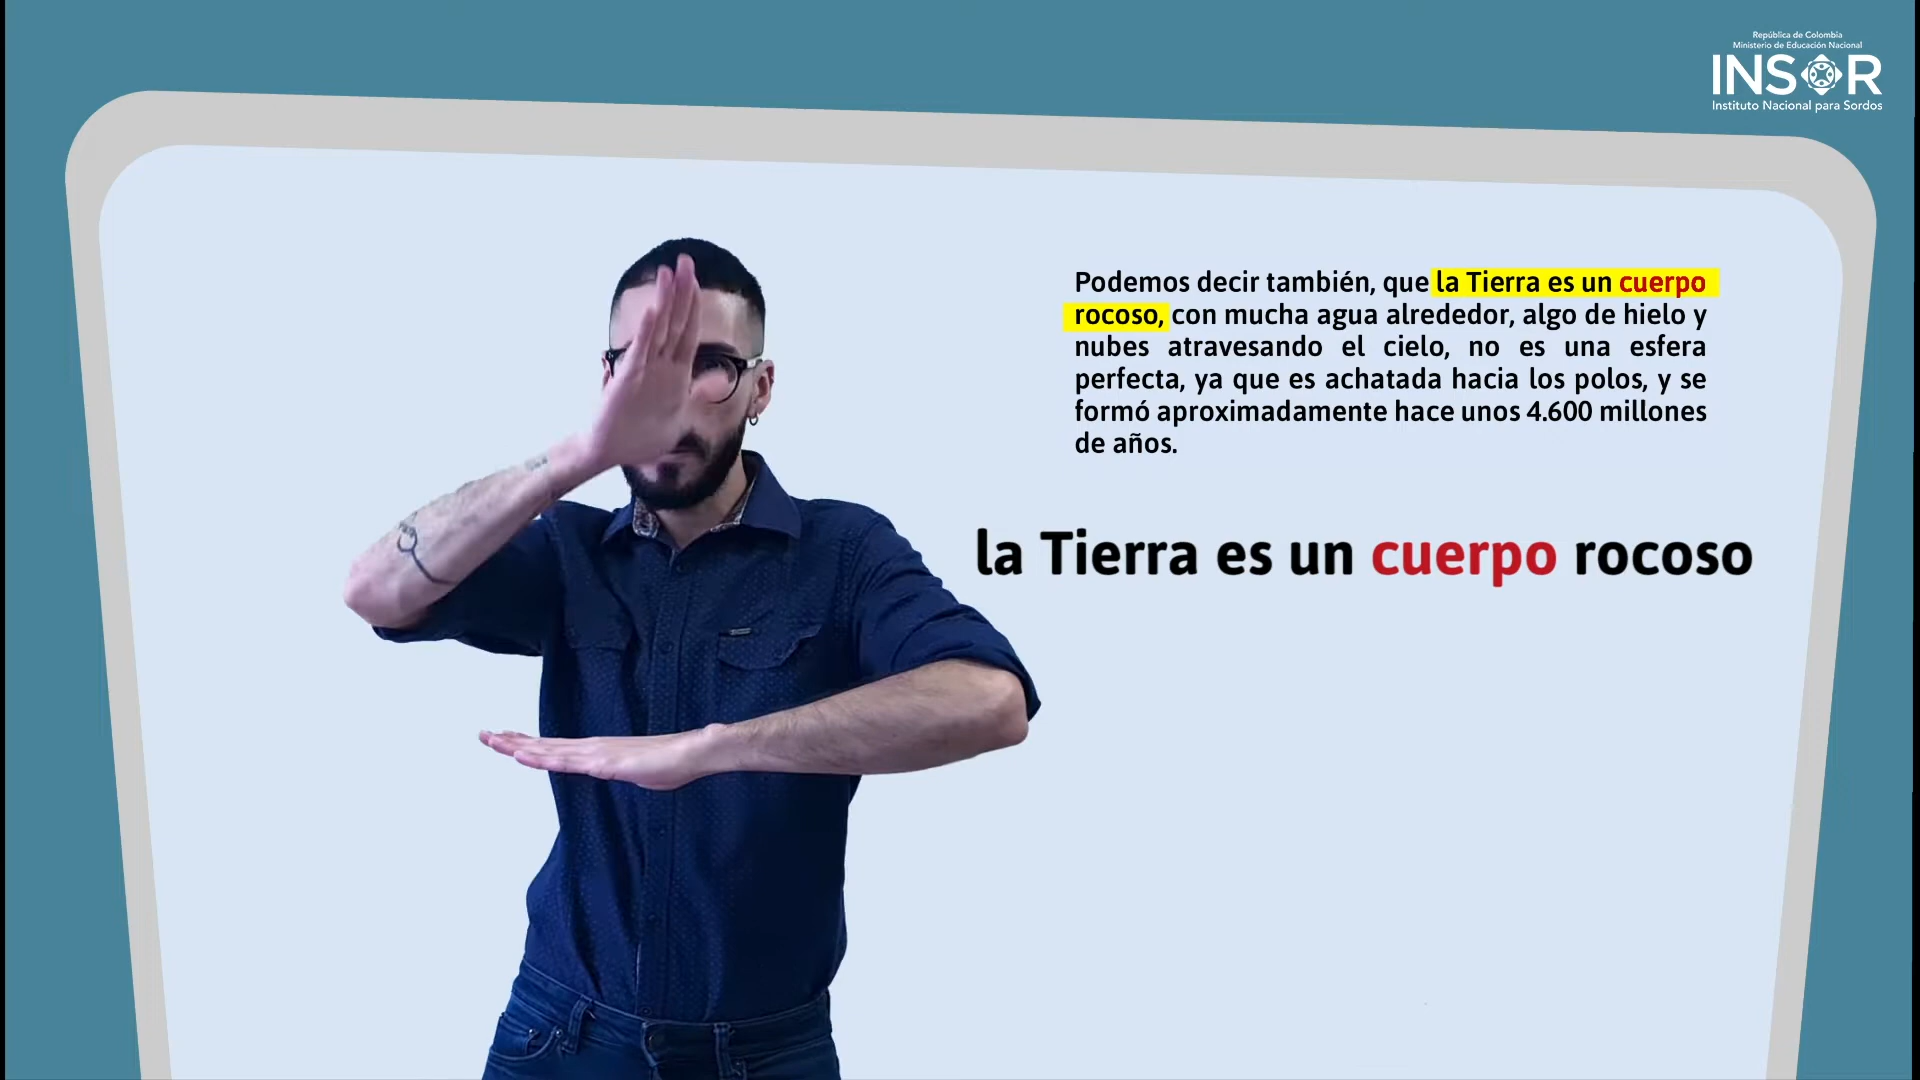 República de Colombia
Ministerio de Educación Nacional
INSOR
Instituto Nacional para Sordos
Podemos decir también, que la Tierra es un cuerpo
rocoso, con mucha agua alrededor, algo de hielo y
nubes atravesando el cielo, no es una esfera
perfecta, ya que es achatada hacia los polos, y se
formó aproximadamente hace unos 4.600 millones
de años.
la Tierra es un cuerpo rocoso